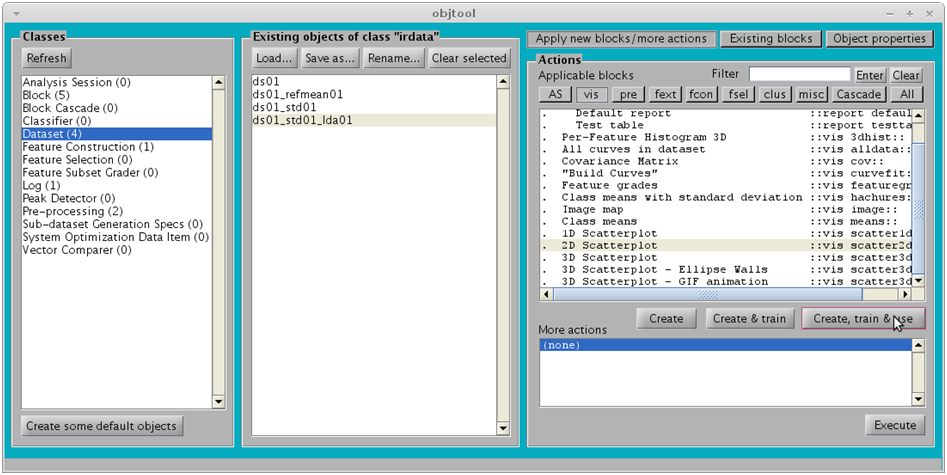 objtool
Classes
Refresh
Analysis Session (0)
Block (5)
Block Cascade (0)
Classifier (0)
Dataset (4)
Feature Construction (1)
Feature Selection (0)
Feature Subset Grader (0)
Log (1)
Peak Detector (0)
Pre-processing (2)
Sub-dataset Generation Specs (0)
System Optimization Data Item (0)
Vector Comparer (0)
Create some default objects
Existing objects of class "irdata"
Load... Save as... Rename... Clear selected
ds01
ds01_refmean01
ds01_std01
ds01_std01_lda01
Apply new blocks/more actions Existing blocks Object properties
Actions
Applicable blocks Filter Enter Clear
AS vis pre fext fcon fsel clus misc Cascade All
. Default report ::report defaul
. Test table ::report testta
. Per-Feature Histogram 3D ::vis 3dhist::
. All curves in dataset ::vis alldata::
. Covariance Matrix ::vis cov::
. "Build Curves" ::vis curvefit:
. Feature grades ::vis featuregr
. Class means with standard deviation ::vis hachures:
. Image map ::vis image::
. Class means ::vis means::
. 1D Scatterplot ::vis scatter1d
. 2D Scatterplot ::vis scatter2d
. 3D Scatterplot ::vis scatter3d
. 3D Scatterplot - Ellipse Walls ::vis scatter3d
. 3D Scatterplot - GIF animation ::vis scatter3d
Create Create & train Create, train & use
More actions
(none)
Execute